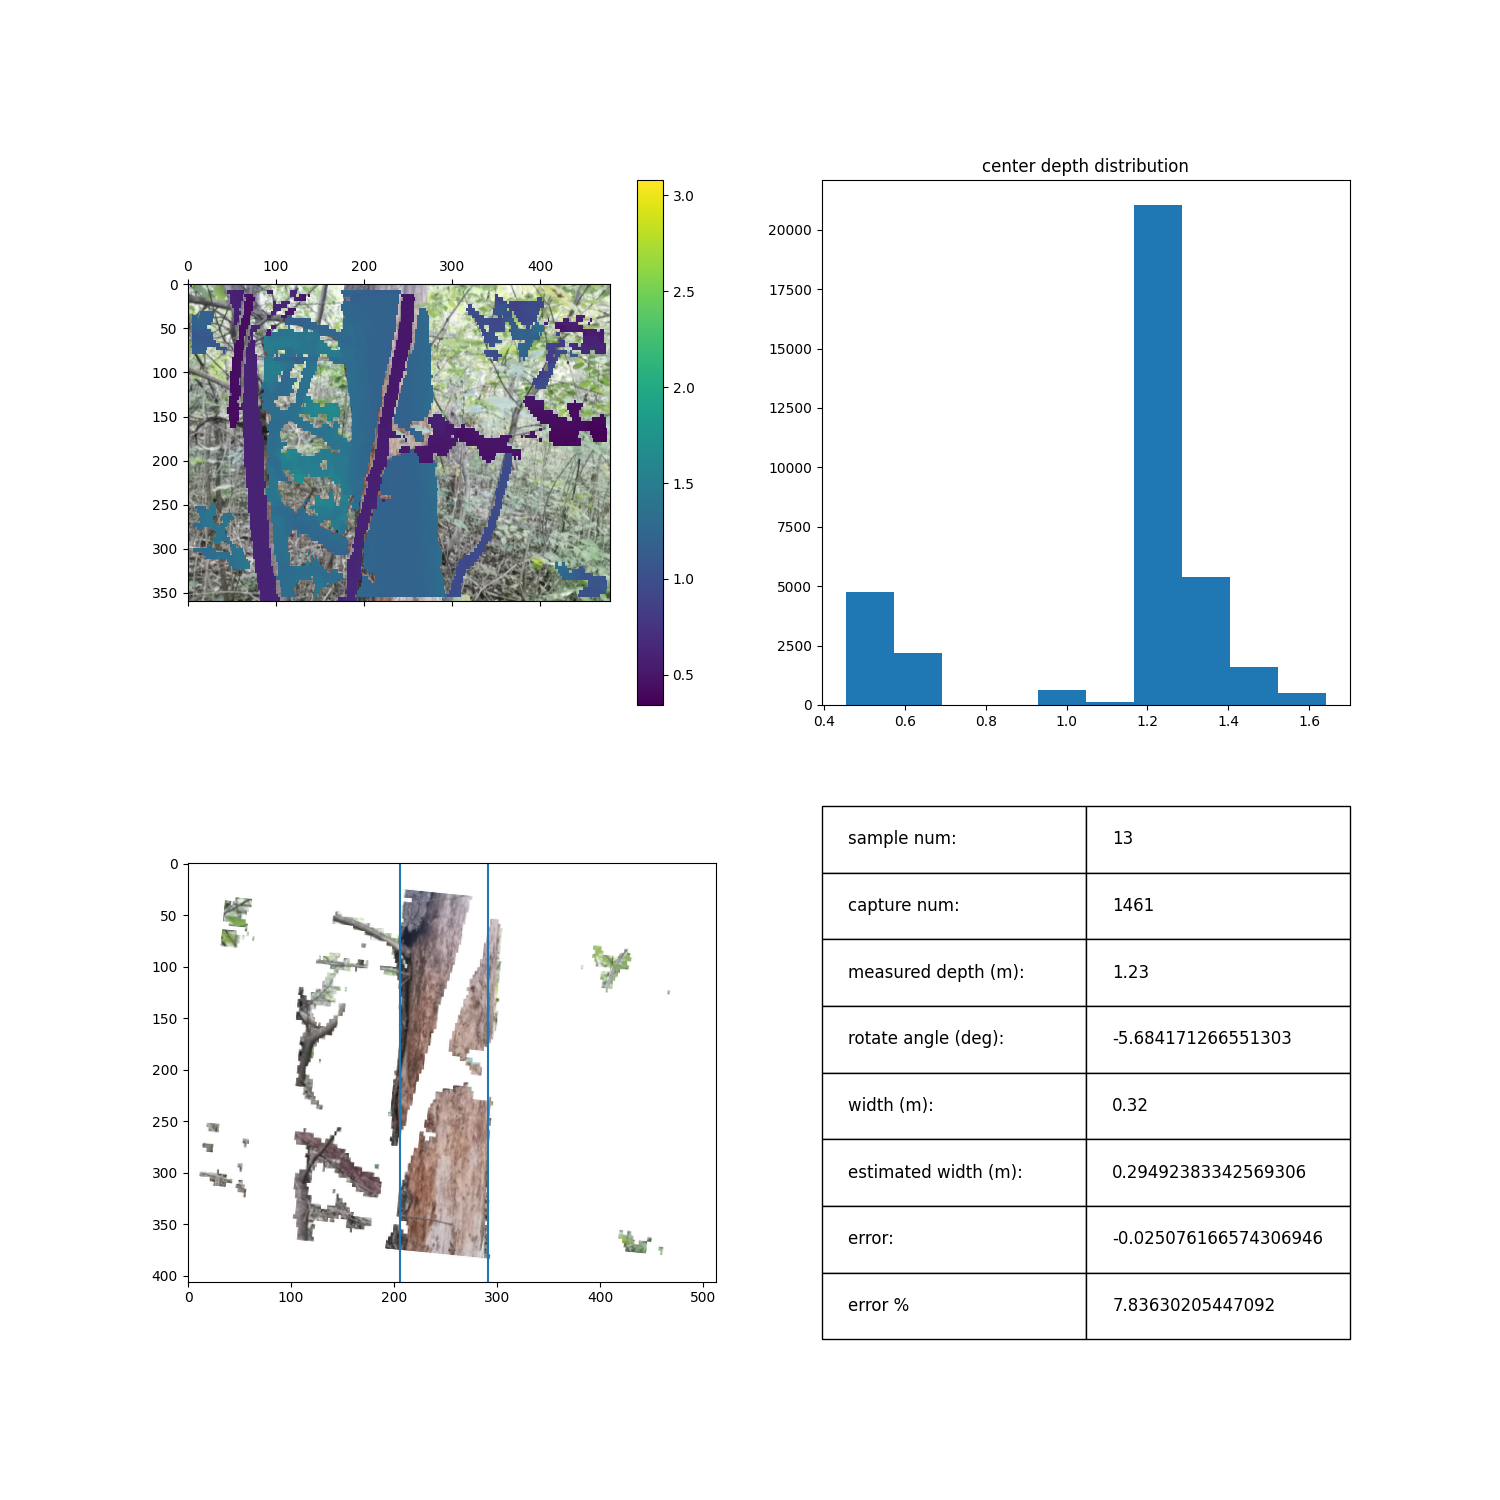 0 100 200 300 400
0
50
100
150
200
250
300
350
3.0
2.5
2.0
1.5
1.0
0.5
center depth distribution
20000
17500
15000
12500
10000
7500
5000
2500
0
0.4 0.6 0.8 1.0 1.2 1.4 1.6
0
50
100
150
200
250
300
350
400
0 100 200 300 400 500
sample num: 13
capture num: 1461
measured depth (m): 1.23
rotate angle (deg): -5.684171266551303
width (m): 0.32
estimated width (m): 0.29492383342569306
error: -0.025076166574306946
error % 7.83630205447092